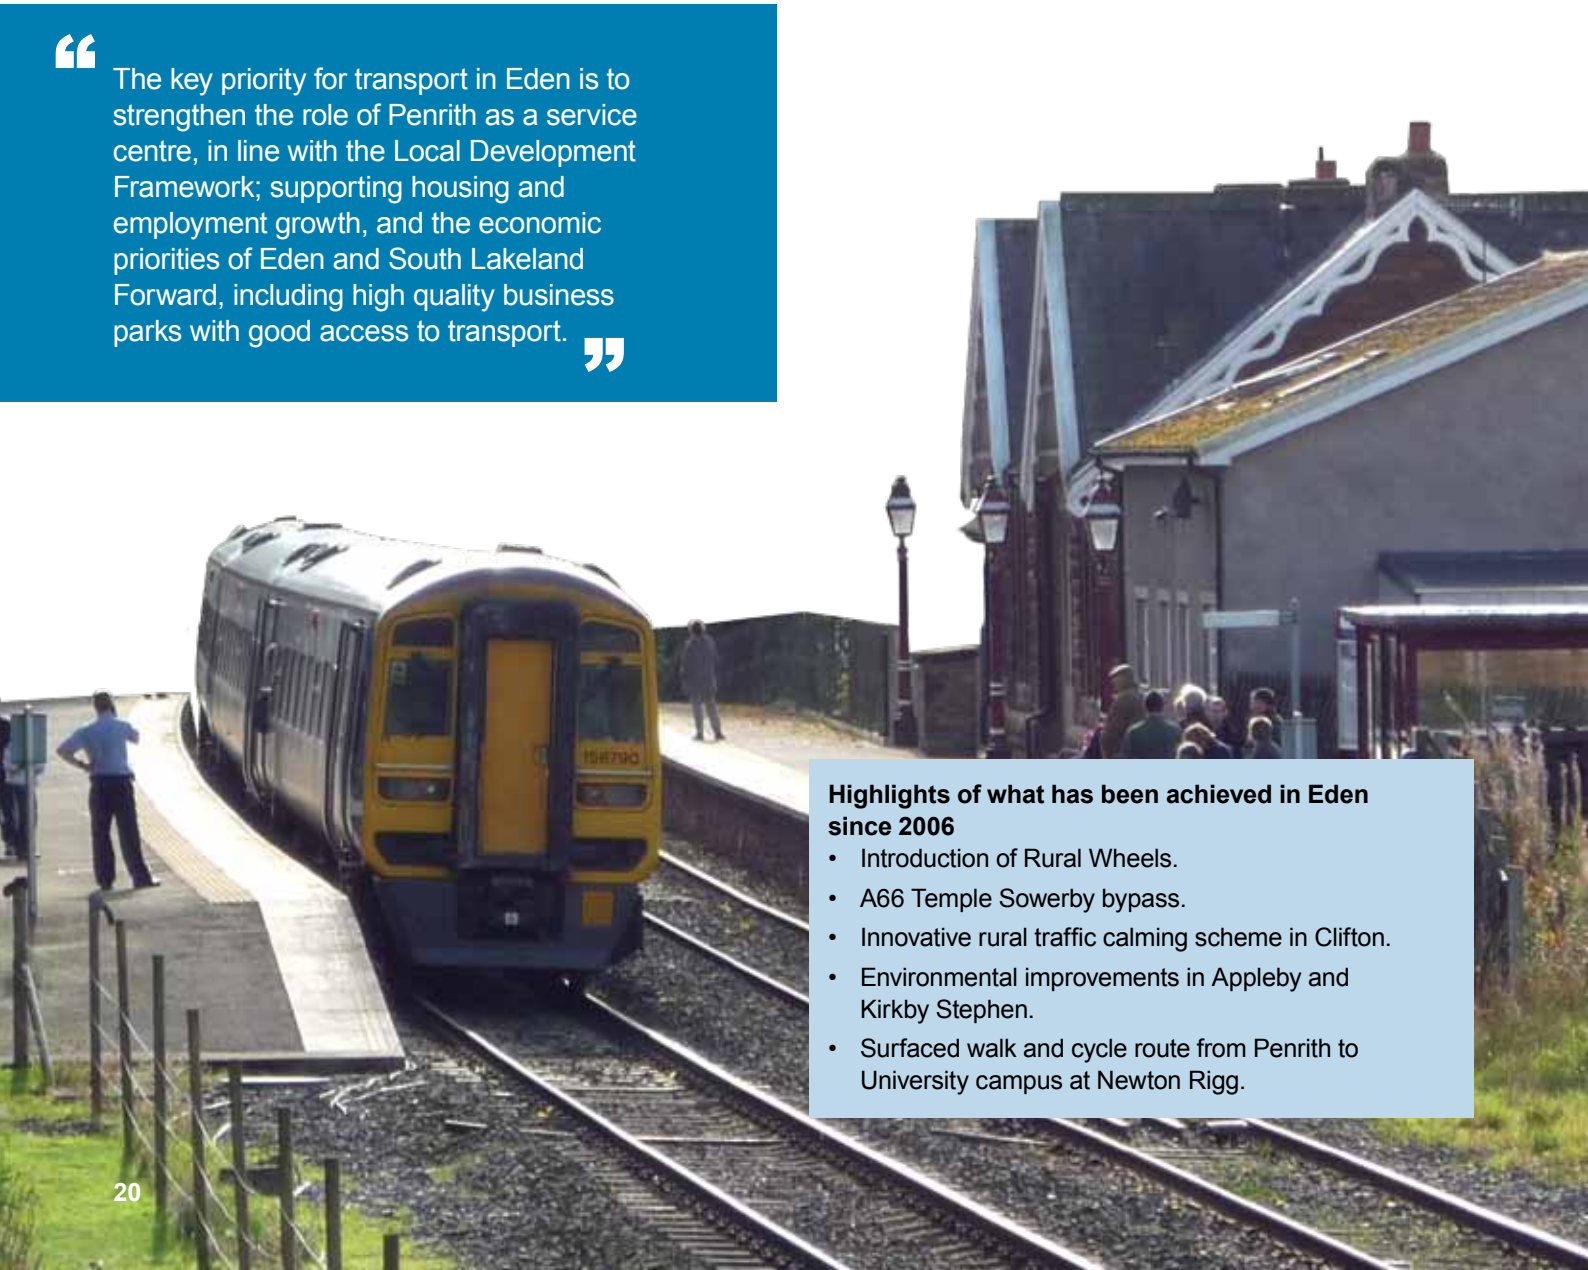 “
The key priority for transport in Eden is to
strengthen the role of Penrith as a service
centre, in line with the Local Development
Framework; supporting housing and
employment growth, and the economic
priorities of Eden and South Lakeland
Forward, including high quality business
parks with good access to transport.
”
158790
Highlights of what has been achieved in Eden
since 2006
• Introduction of Rural Wheels.
• A66 Temple Sowerby bypass.
• Innovative rural traffic calming scheme in Clifton.
• Environmental improvements in Appleby and
Kirkby Stephen.
• Surfaced walk and cycle route from Penrith to
University campus at Newton Rigg.
20